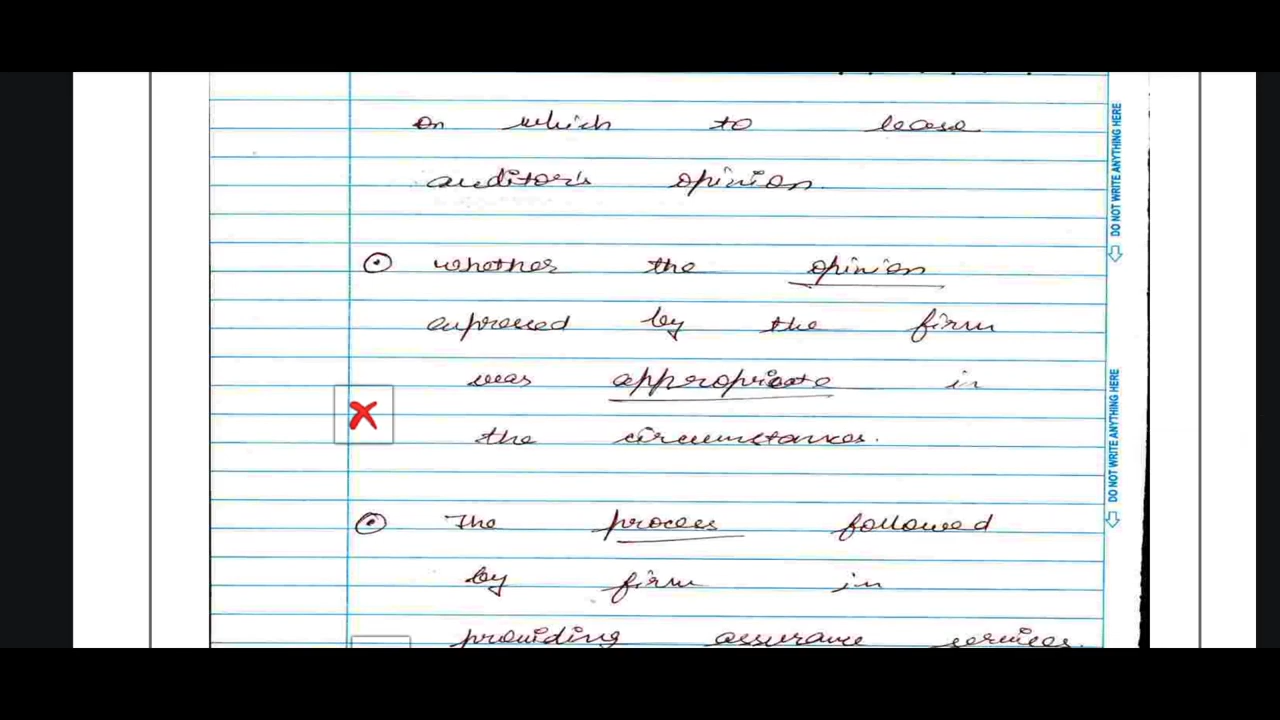 on which to base
auditor's opinion.
whether the opinion
expressed by the firm
was appropriate in
the circumstances.
The process followed
by firm in
providing assurance services.
DO NOT WRITE ANYTHING HERE
DO NOT WRITE ANYTHING HERE